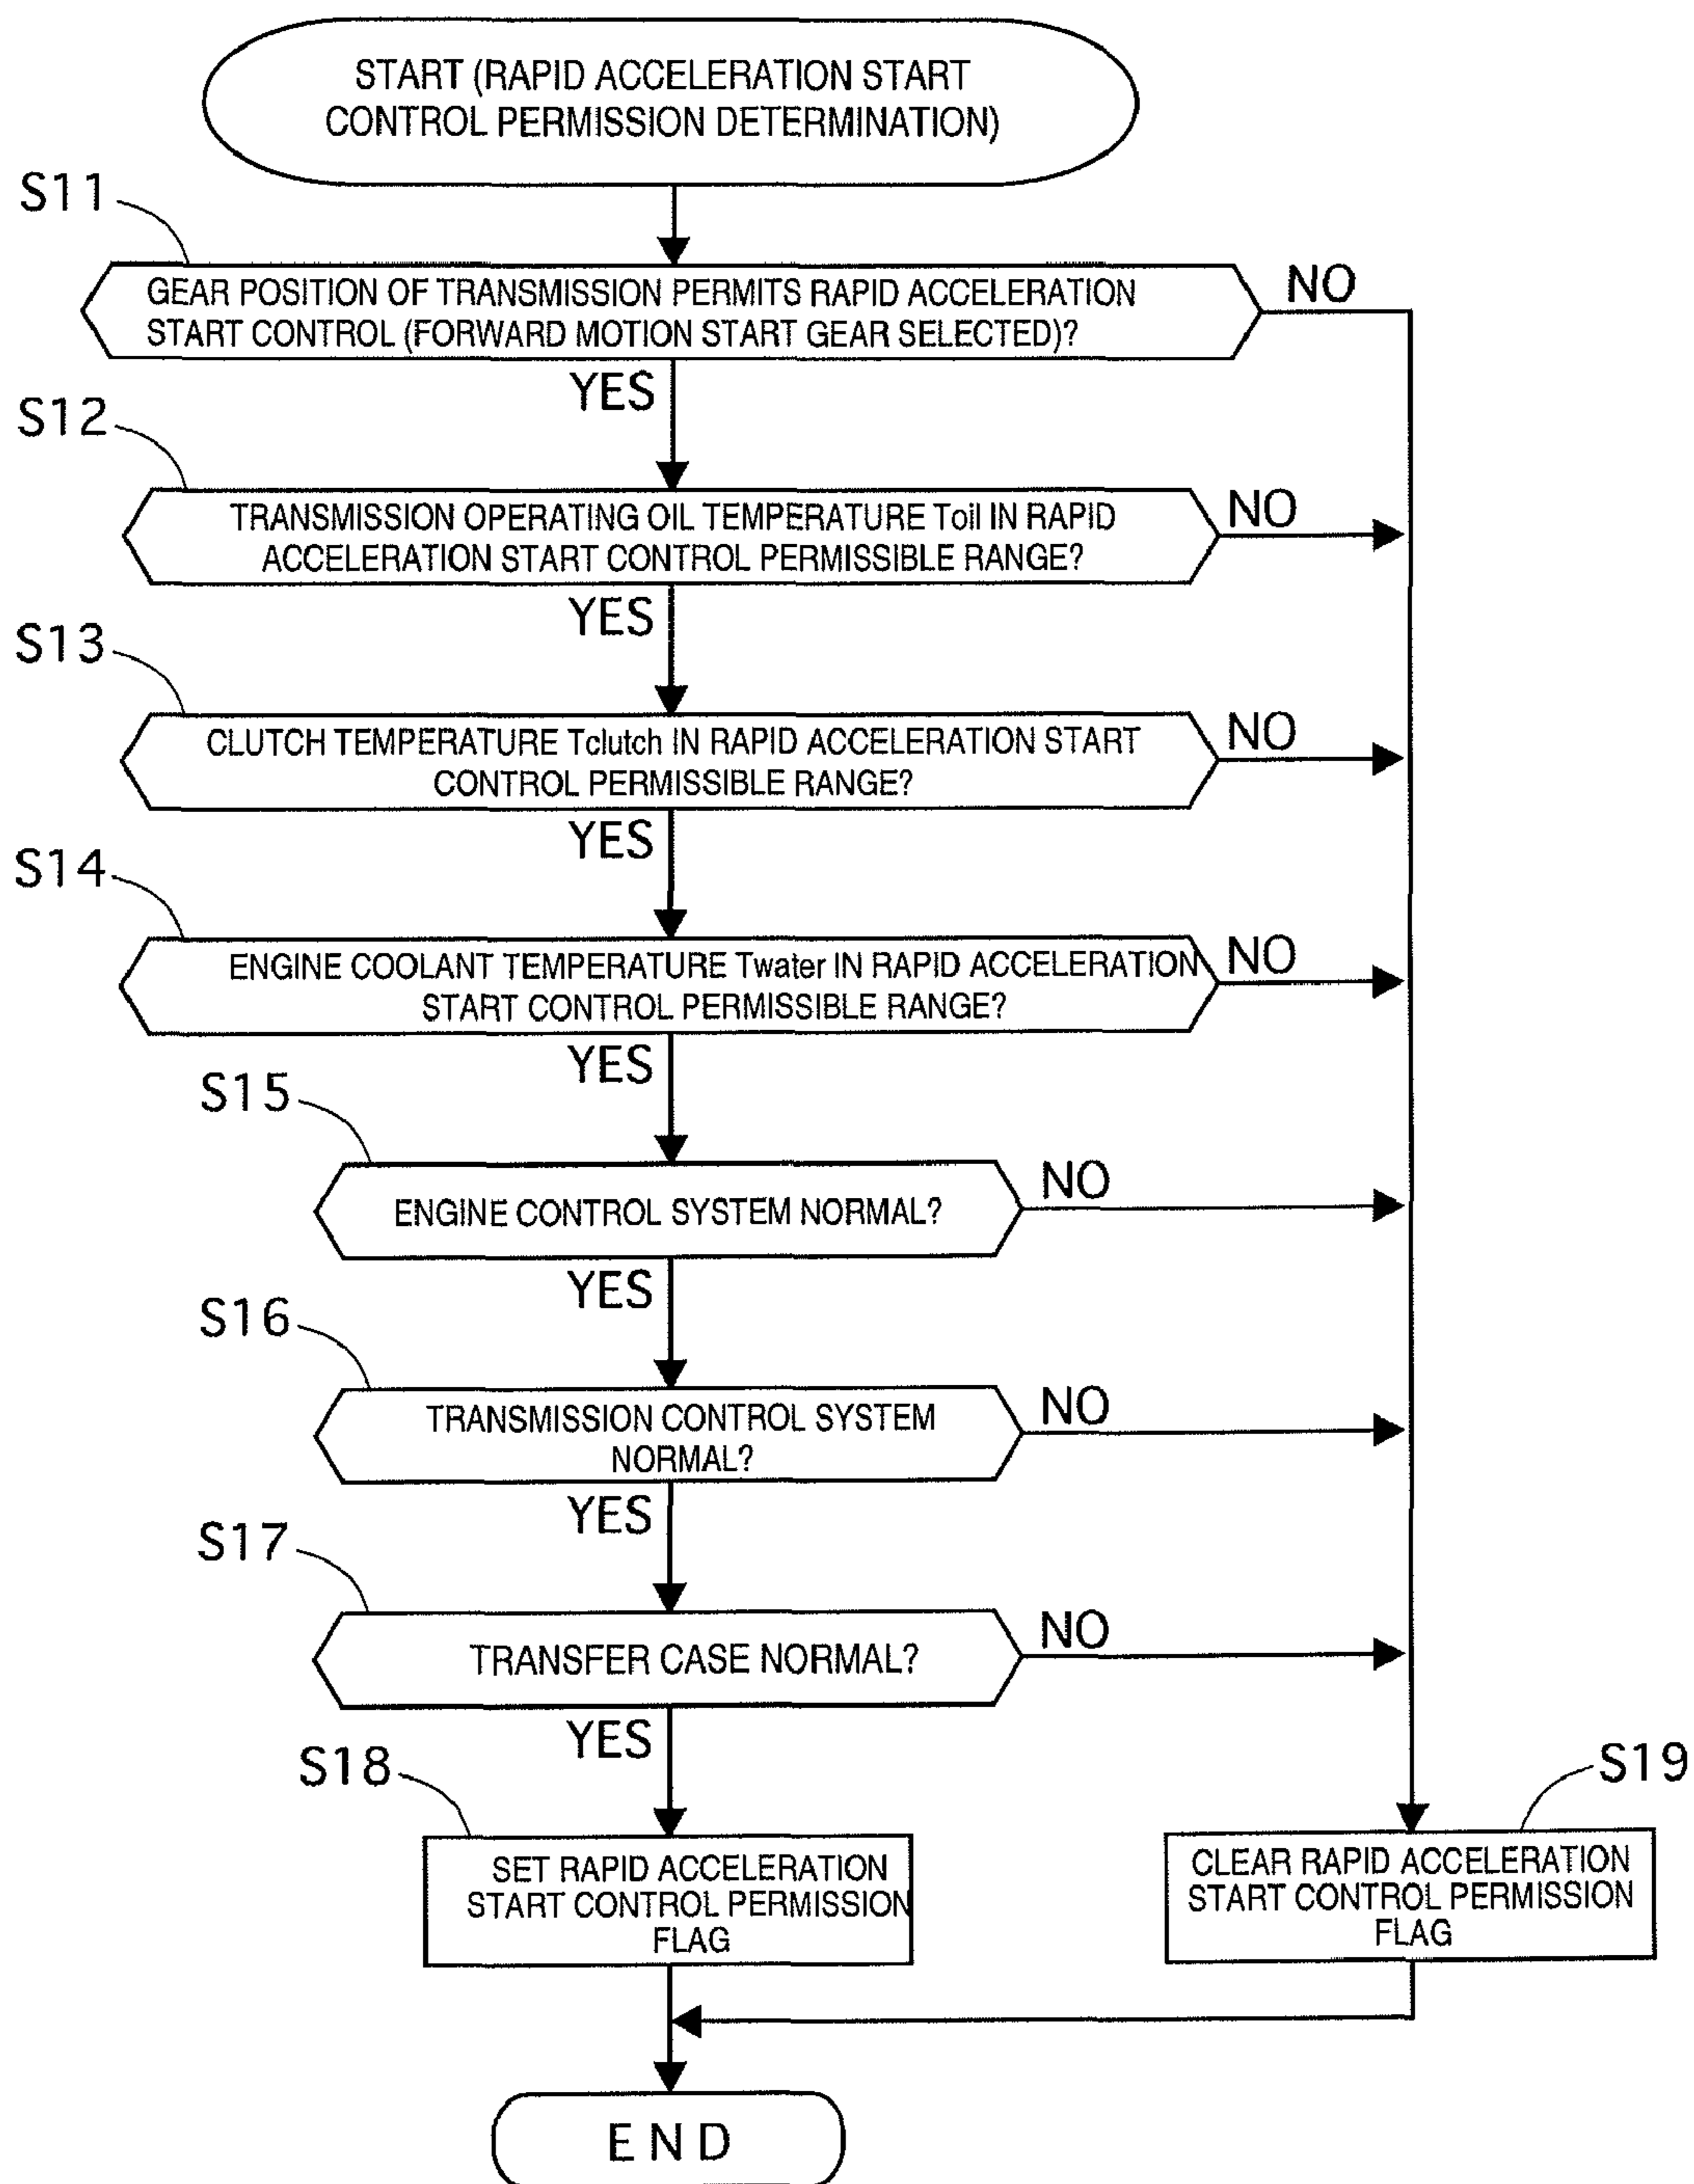 START (RAPID ACCELERATION START
CONTROL PERMISSION DETERMINATION)
S11
GEAR POSITION OF TRANSMISSION PERMITS RAPID ACCELERATION
START CONTROL (FORWARD MOTION START GEAR SELECTED)?
NO
YES
S12
TRANSMISSION OPERATING OIL TEMPERATURE Toil IN RAPID
ACCELERATION START CONTROL PERMISSIBLE RANGE?
NO
YES
S13
CLUTCH TEMPERATURE Tclutch IN RAPID ACCELERATION START
CONTROL PERMISSIBLE RANGE?
NO
YES
S14
ENGINE COOLANT TEMPERATURE Twater IN RAPID ACCELERATION
START CONTROL PERMISSIBLE RANGE?
NO
YES
S15
ENGINE CONTROL SYSTEM NORMAL?
NO
YES
S16
TRANSMISSION CONTROL SYSTEM
NORMAL?
NO
YES
S17
TRANSFER CASE NORMAL?
NO
YES
S18
SET RAPID ACCELERATION
START CONTROL PERMISSION
FLAG
S19
CLEAR RAPID ACCELERATION
START CONTROL PERMISSION
FLAG
END